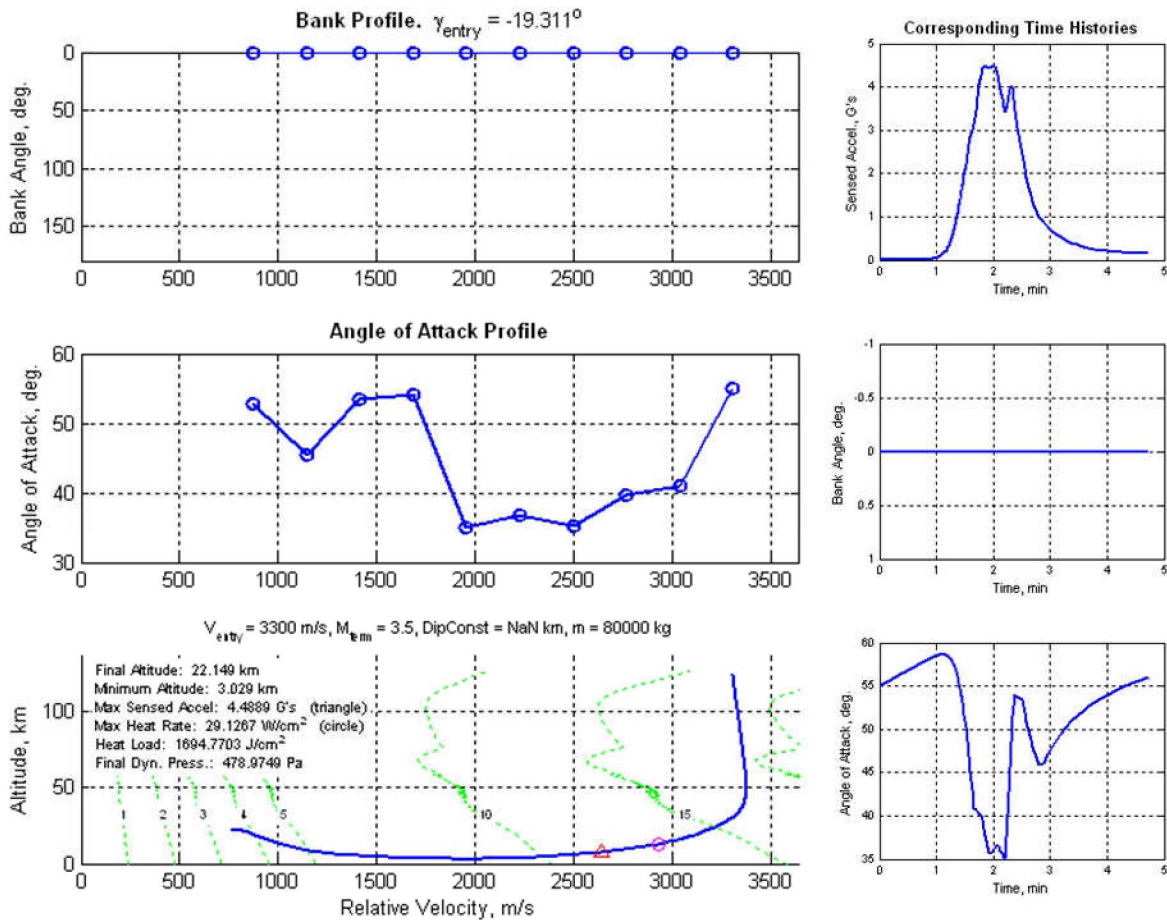 Bank Profile. γentry = -19.311o
Bank Angle, deg.
0
50
100
150
0 500 1000 1500 2000 2500 3000 3500
Angle of Attack Profile
Angle of Attack, deg.
60
50
40
30
0 500 1000 1500 2000 2500 3000 3500
Ventry = 3300 m/s, Mterm = 3.5, DipConst = NaN km, m = 80000 kg
Altitude, km
100
50
0
Final Altitude: 22.149 km
Minimum Altitude: 3.029 km
Max Sensed Accel: 4.4889 G's (triangle)
Max Heat Rate: 29.1267 W/cm2 (circle)
Heat Load: 1694.7703 J/cm2
Final Dyn. Press.: 478.9749 Pa
1 2 3 4 5 10 15
0 500 1000 1500 2000 2500 3000 3500
Relative Velocity, m/s
Corresponding Time Histories
Sensed Accel., G's
5
4
3
2
1
0
0 1 2 3 4 5
Time, min
Bank Angle, deg.
-1
-0.5
0
0.5
1
0 1 2 3 4 5
Time, min
Angle of Attack, deg.
60
55
50
45
40
35
0 1 2 3 4 5
Time, min